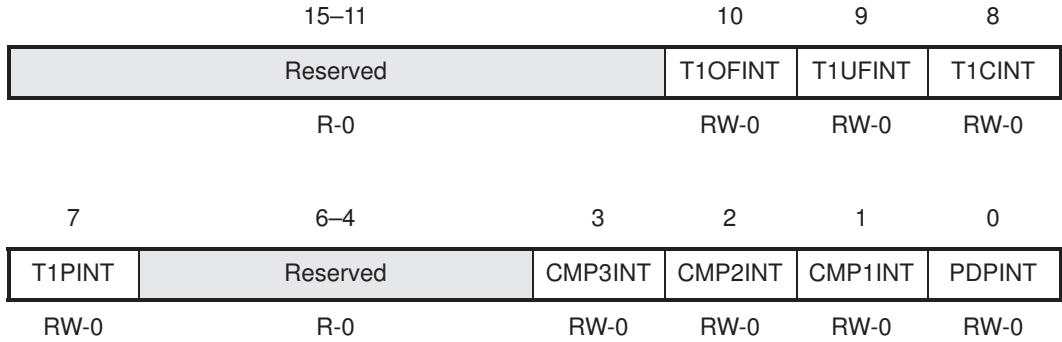 15–11 10 9 8
Reserved T1OFINT T1UFINT T1CINT
R-0 RW-0 RW-0 RW-0
7 6–4 3 2 1 0
T1PINT Reserved CMP3INT CMP2INT CMP1INT PDPINT
RW-0 R-0 RW-0 RW-0 RW-0 RW-0